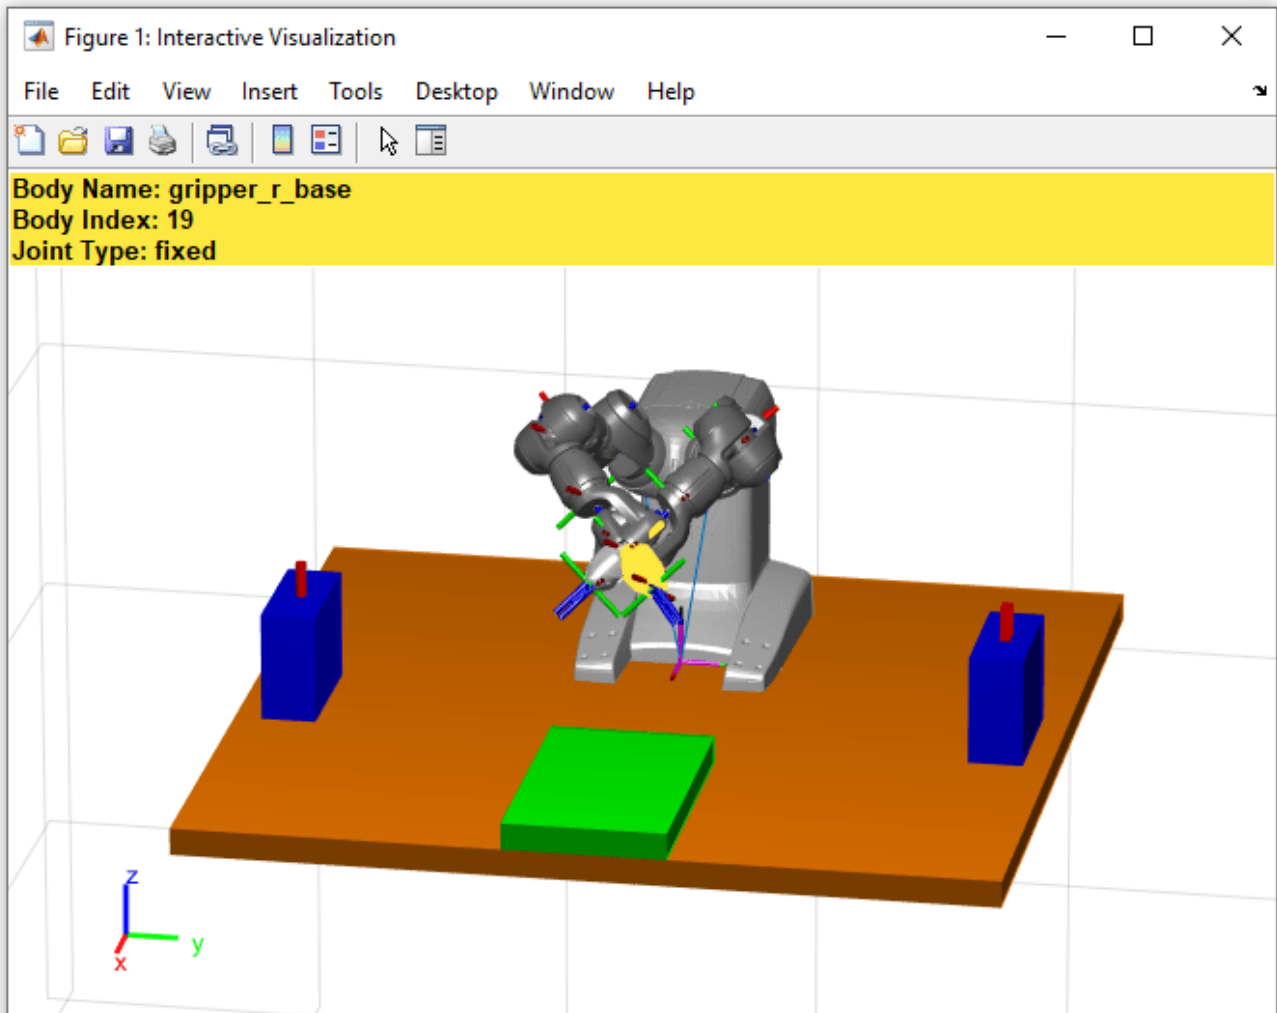 Figure 1: Interactive Visualization
File Edit View Insert Tools Desktop Window Help
Body Name: gripper_r_base
Body Index: 19
Joint Type: fixed
z
y
x